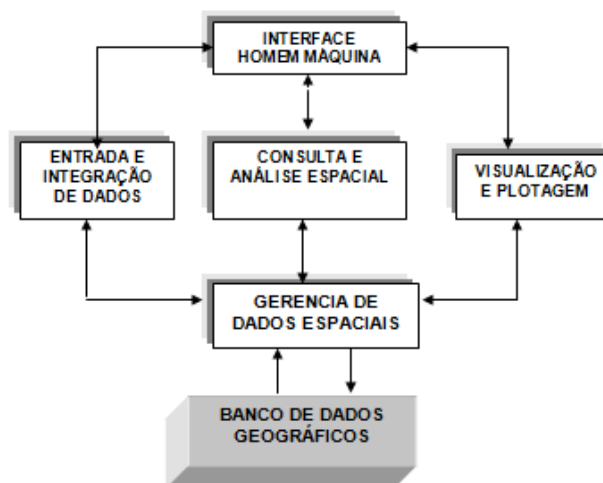 INTERFACE
HOMEM MÁQUINA
ENTRADA E
INTEGRAÇÃO
DE DADOS
CONSULTA E
ANÁLISE ESPACIAL
VISUALIZAÇÃO
E PLOTAGEM
GERENCIA DE
DADOS ESPACIAIS
BANCO DE DADOS
GEOGRÁFICOS